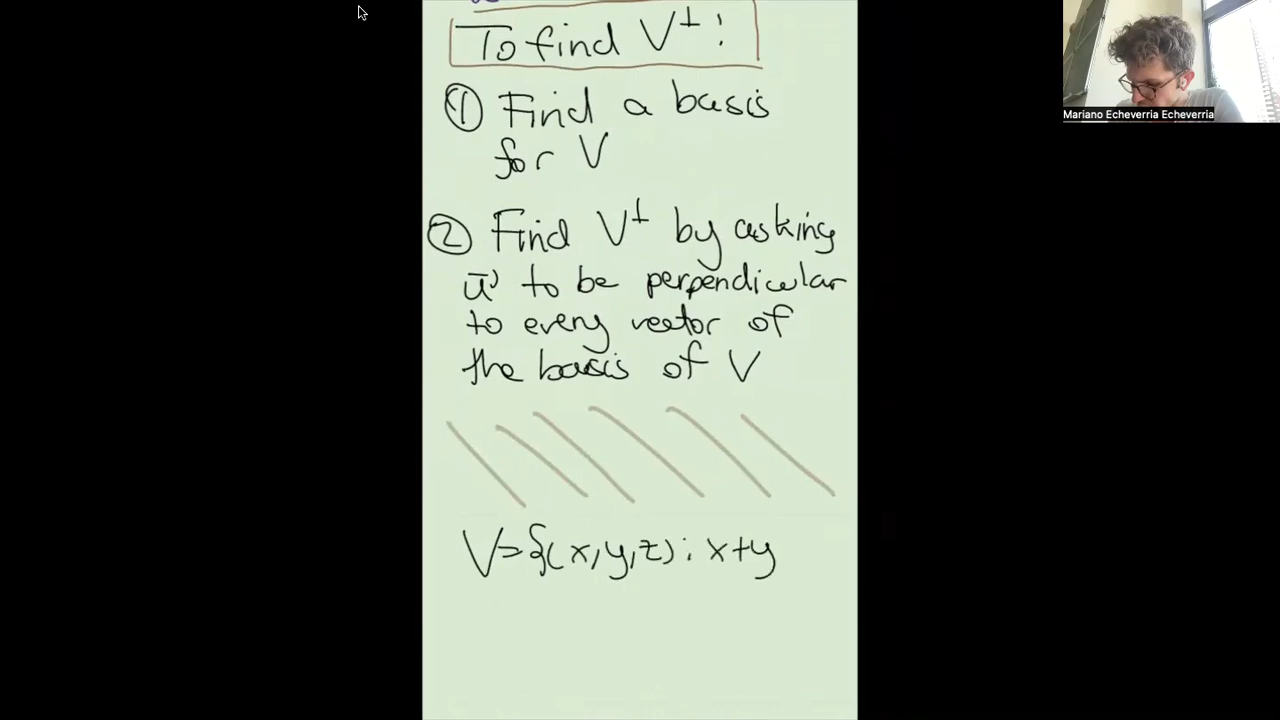 To find V⊥:
① Find a basis
for V
② Find V⊥ by asking
u⃗ to be perpendicular
to every vector of
the basis of V
V={(x,y,z): x+y
Mariano Echeverria Echeverria